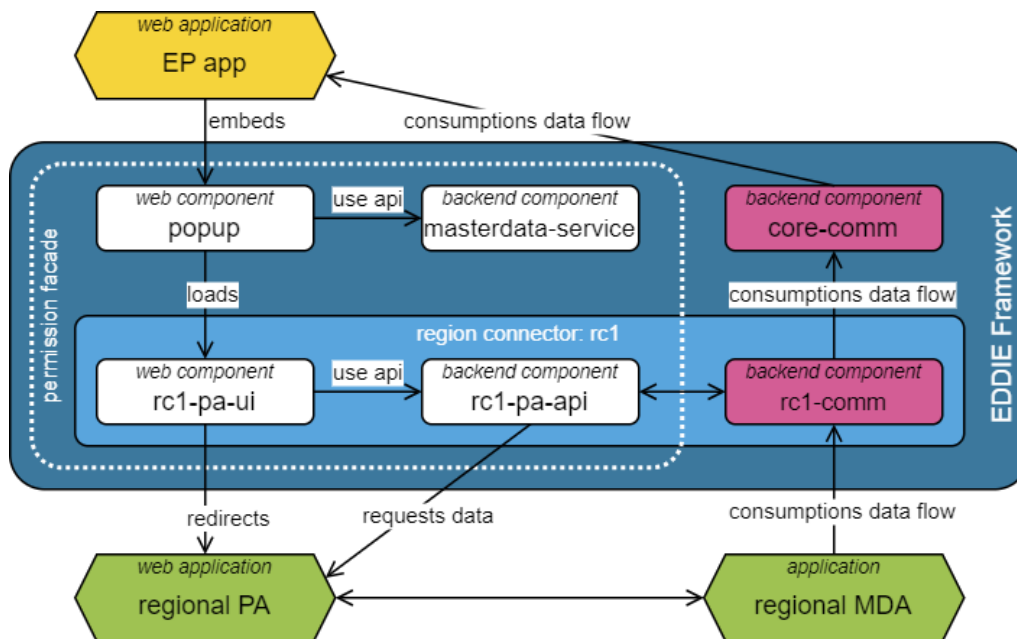 web application
EP app
embeds
consumptions data flow
web component
popup
use api
backend component
masterdata-service
backend component
core-comm
permission facade
loads
consumptions data flow
EDDIE Framework
region connector: rc1
web component
rc1-pa-ui
use api
backend component
rc1-pa-api
backend component
rc1-comm
redirects
requests data
consumptions data flow
web application
regional PA
application
regional MDA